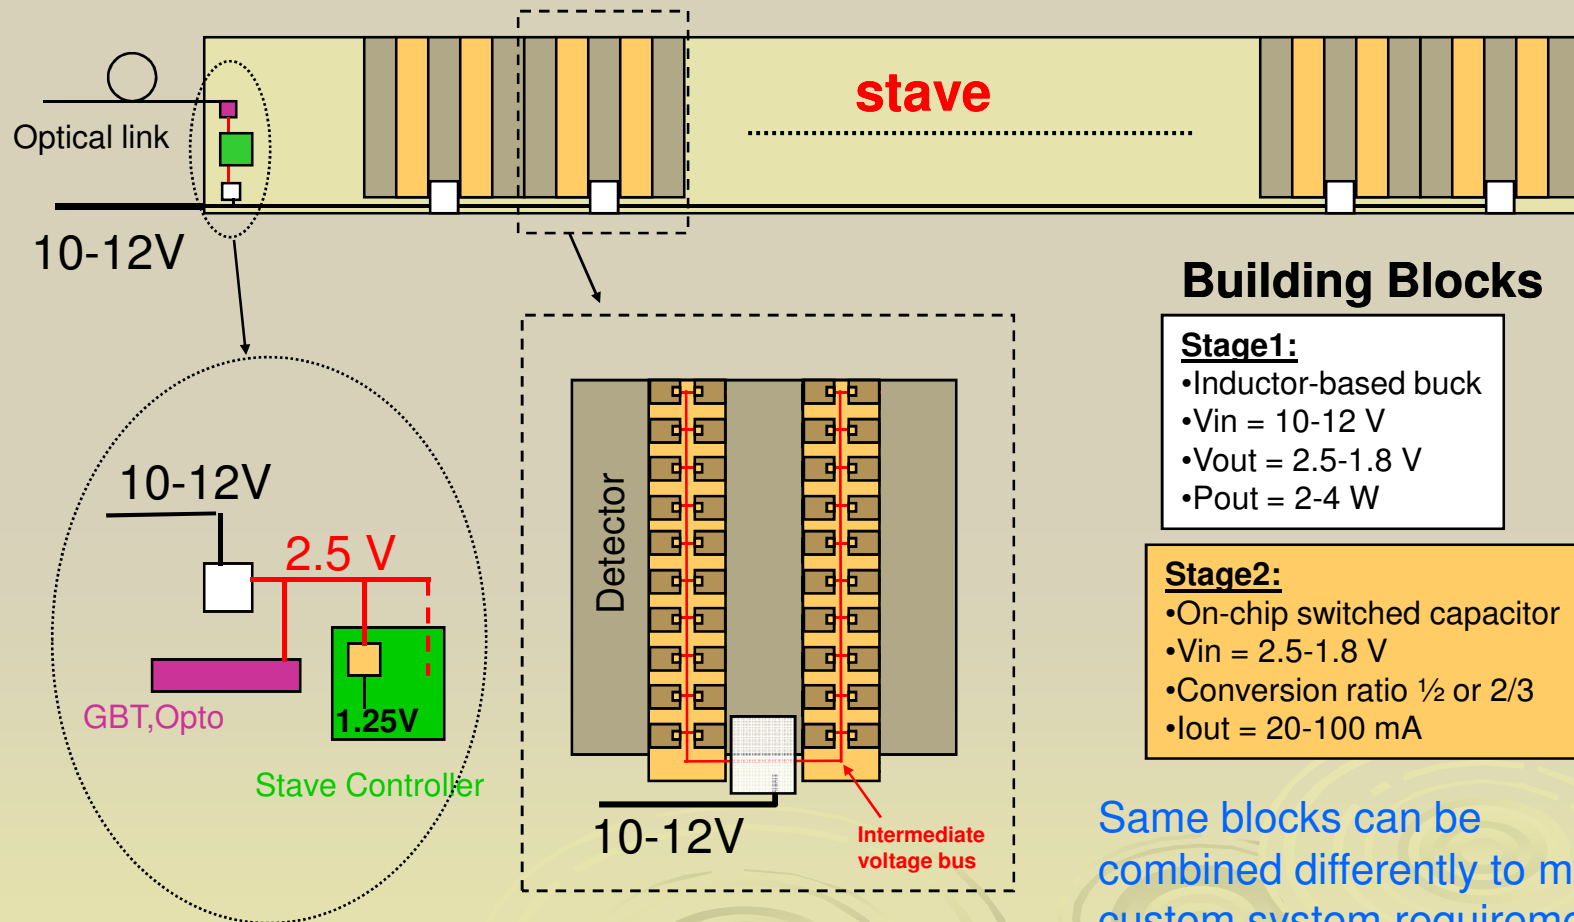 stave
Optical link
10-12V
Building Blocks
Stage1:
•Inductor-based buck
•Vin = 10-12 V
•Vout = 2.5-1.8 V
•Pout = 2-4 W
10-12V
2.5 V
GBT,Opto
1.25V
Stave Controller
Detector
10-12V
Intermediate
voltage bus
Stage2:
•On-chip switched capacitor
•Vin = 2.5-1.8 V
•Conversion ratio ½ or 2/3
•Iout = 20-100 mA
Same blocks can be
combined differently to
custom system